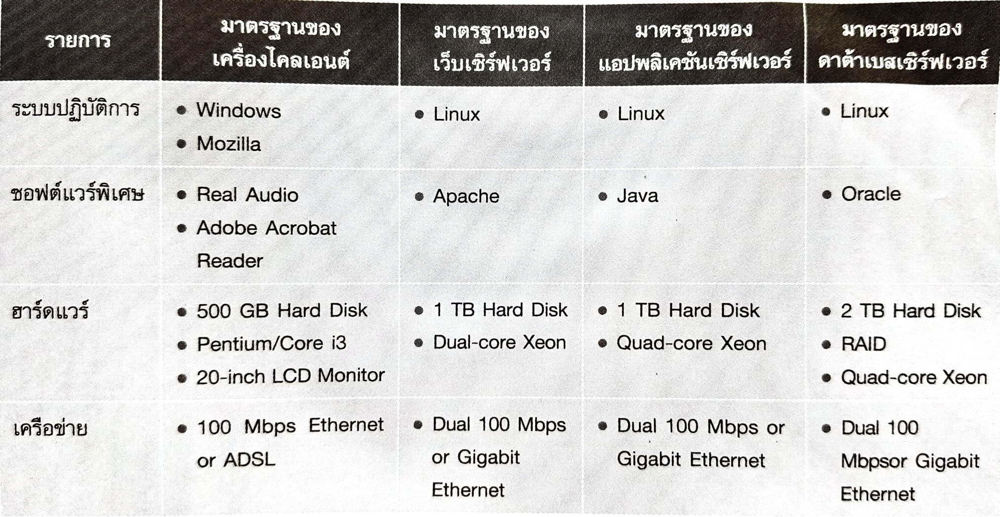 รายการ
มาตรฐานของ
เครื่องไคลเอนต์
มาตรฐานของ
เว็บเซิร์ฟเวอร์
มาตรฐานของ
แอปพลิเคชันเซิร์ฟเวอร์
มาตรฐานของ
ดาต้าเบสเซิร์ฟเวอร์
ระบบปฏิบัติการ
• Windows
• Mozilla
• Linux
• Linux
• Linux
ซอฟต์แวร์พิเศษ
• Real Audio
• Adobe Acrobat
Reader
• Apache
• Java
• Oracle
ฮาร์ดแวร์
• 500 GB Hard Disk
• Pentium/Core i3
• 20-inch LCD Monitor
• 1 TB Hard Disk
• Dual-core Xeon
• 1 TB Hard Disk
• Quad-core Xeon
• 2 TB Hard Disk
• RAID
• Quad-core Xeon
เครือข่าย
• 100 Mbps Ethernet
or ADSL
• Dual 100 Mbps
or Gigabit
Ethernet
• Dual 100 Mbps or
Gigabit Ethernet
• Dual 100
Mbpsor Gigabit
Ethernet